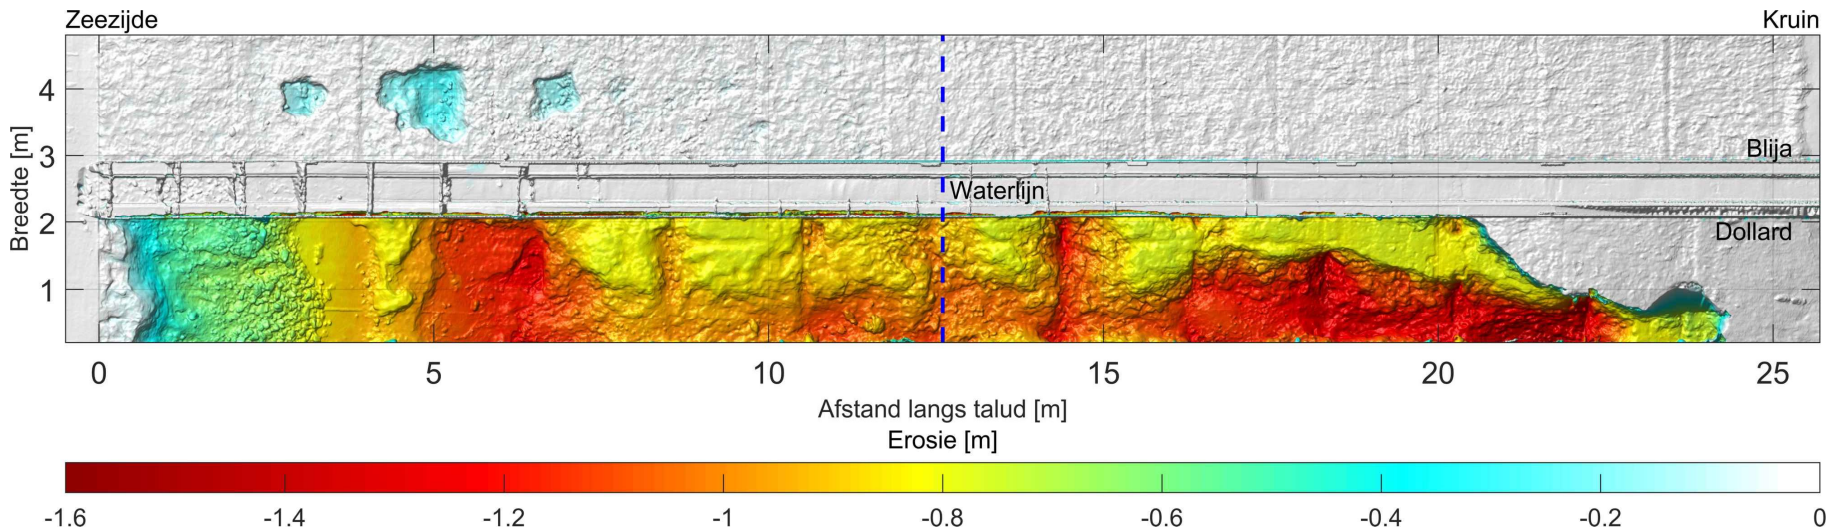 Zeezijde
Kruin
4
3
2
1
Breedte [m]
Blija
Waterlijn
Dollard
0 5 10 15 20 25
Afstand langs talud [m]
Erosie [m]
-1.6 -1.4 -1.2 -1 -0.8 -0.6 -0.4 -0.2 0